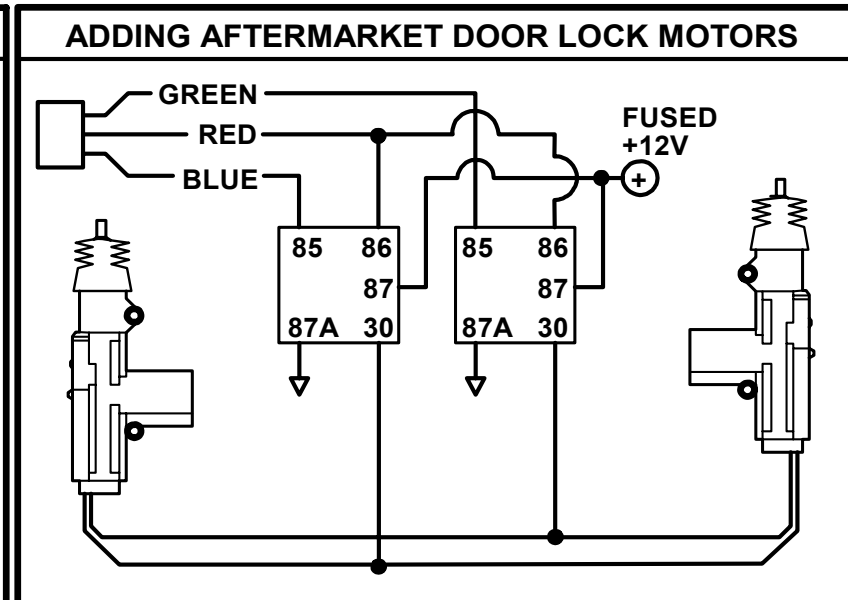 ADDING AFTERMARKET DOOR LOCK MOTORS
GREEN
RED
BLUE
FUSED
+12V
+
85 86
87
87A 30
85 86
87
87A 30